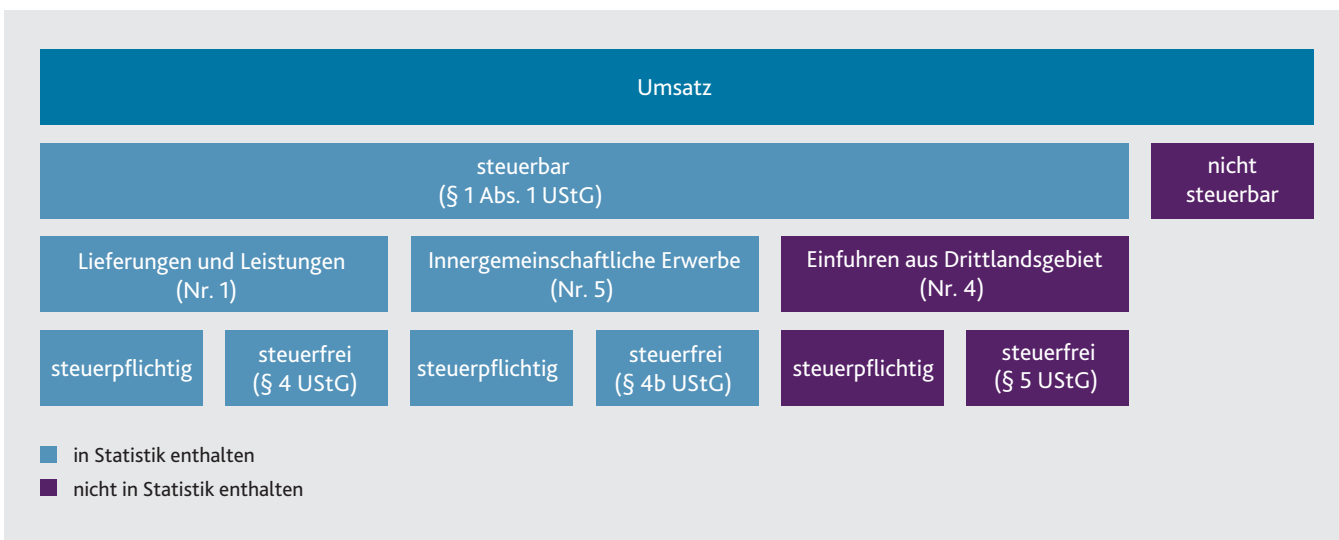 Umsatz
steuerbar
(§ 1 Abs. 1 UStG)
nicht
steuerbar
Lieferungen und Leistungen
(Nr. 1)
Innergemeinschaftliche Erwerbe
(Nr. 5)
Einfuhren aus Drittlandsgebiet
(Nr. 4)
steuerpflichtig
steuerfrei
(§ 4 UStG)
steuerpflichtig
steuerfrei
(§ 4b UStG)
steuerpflichtig
steuerfrei
(§ 5 UStG)
in Statistik enthalten
nicht in Statistik enthalten